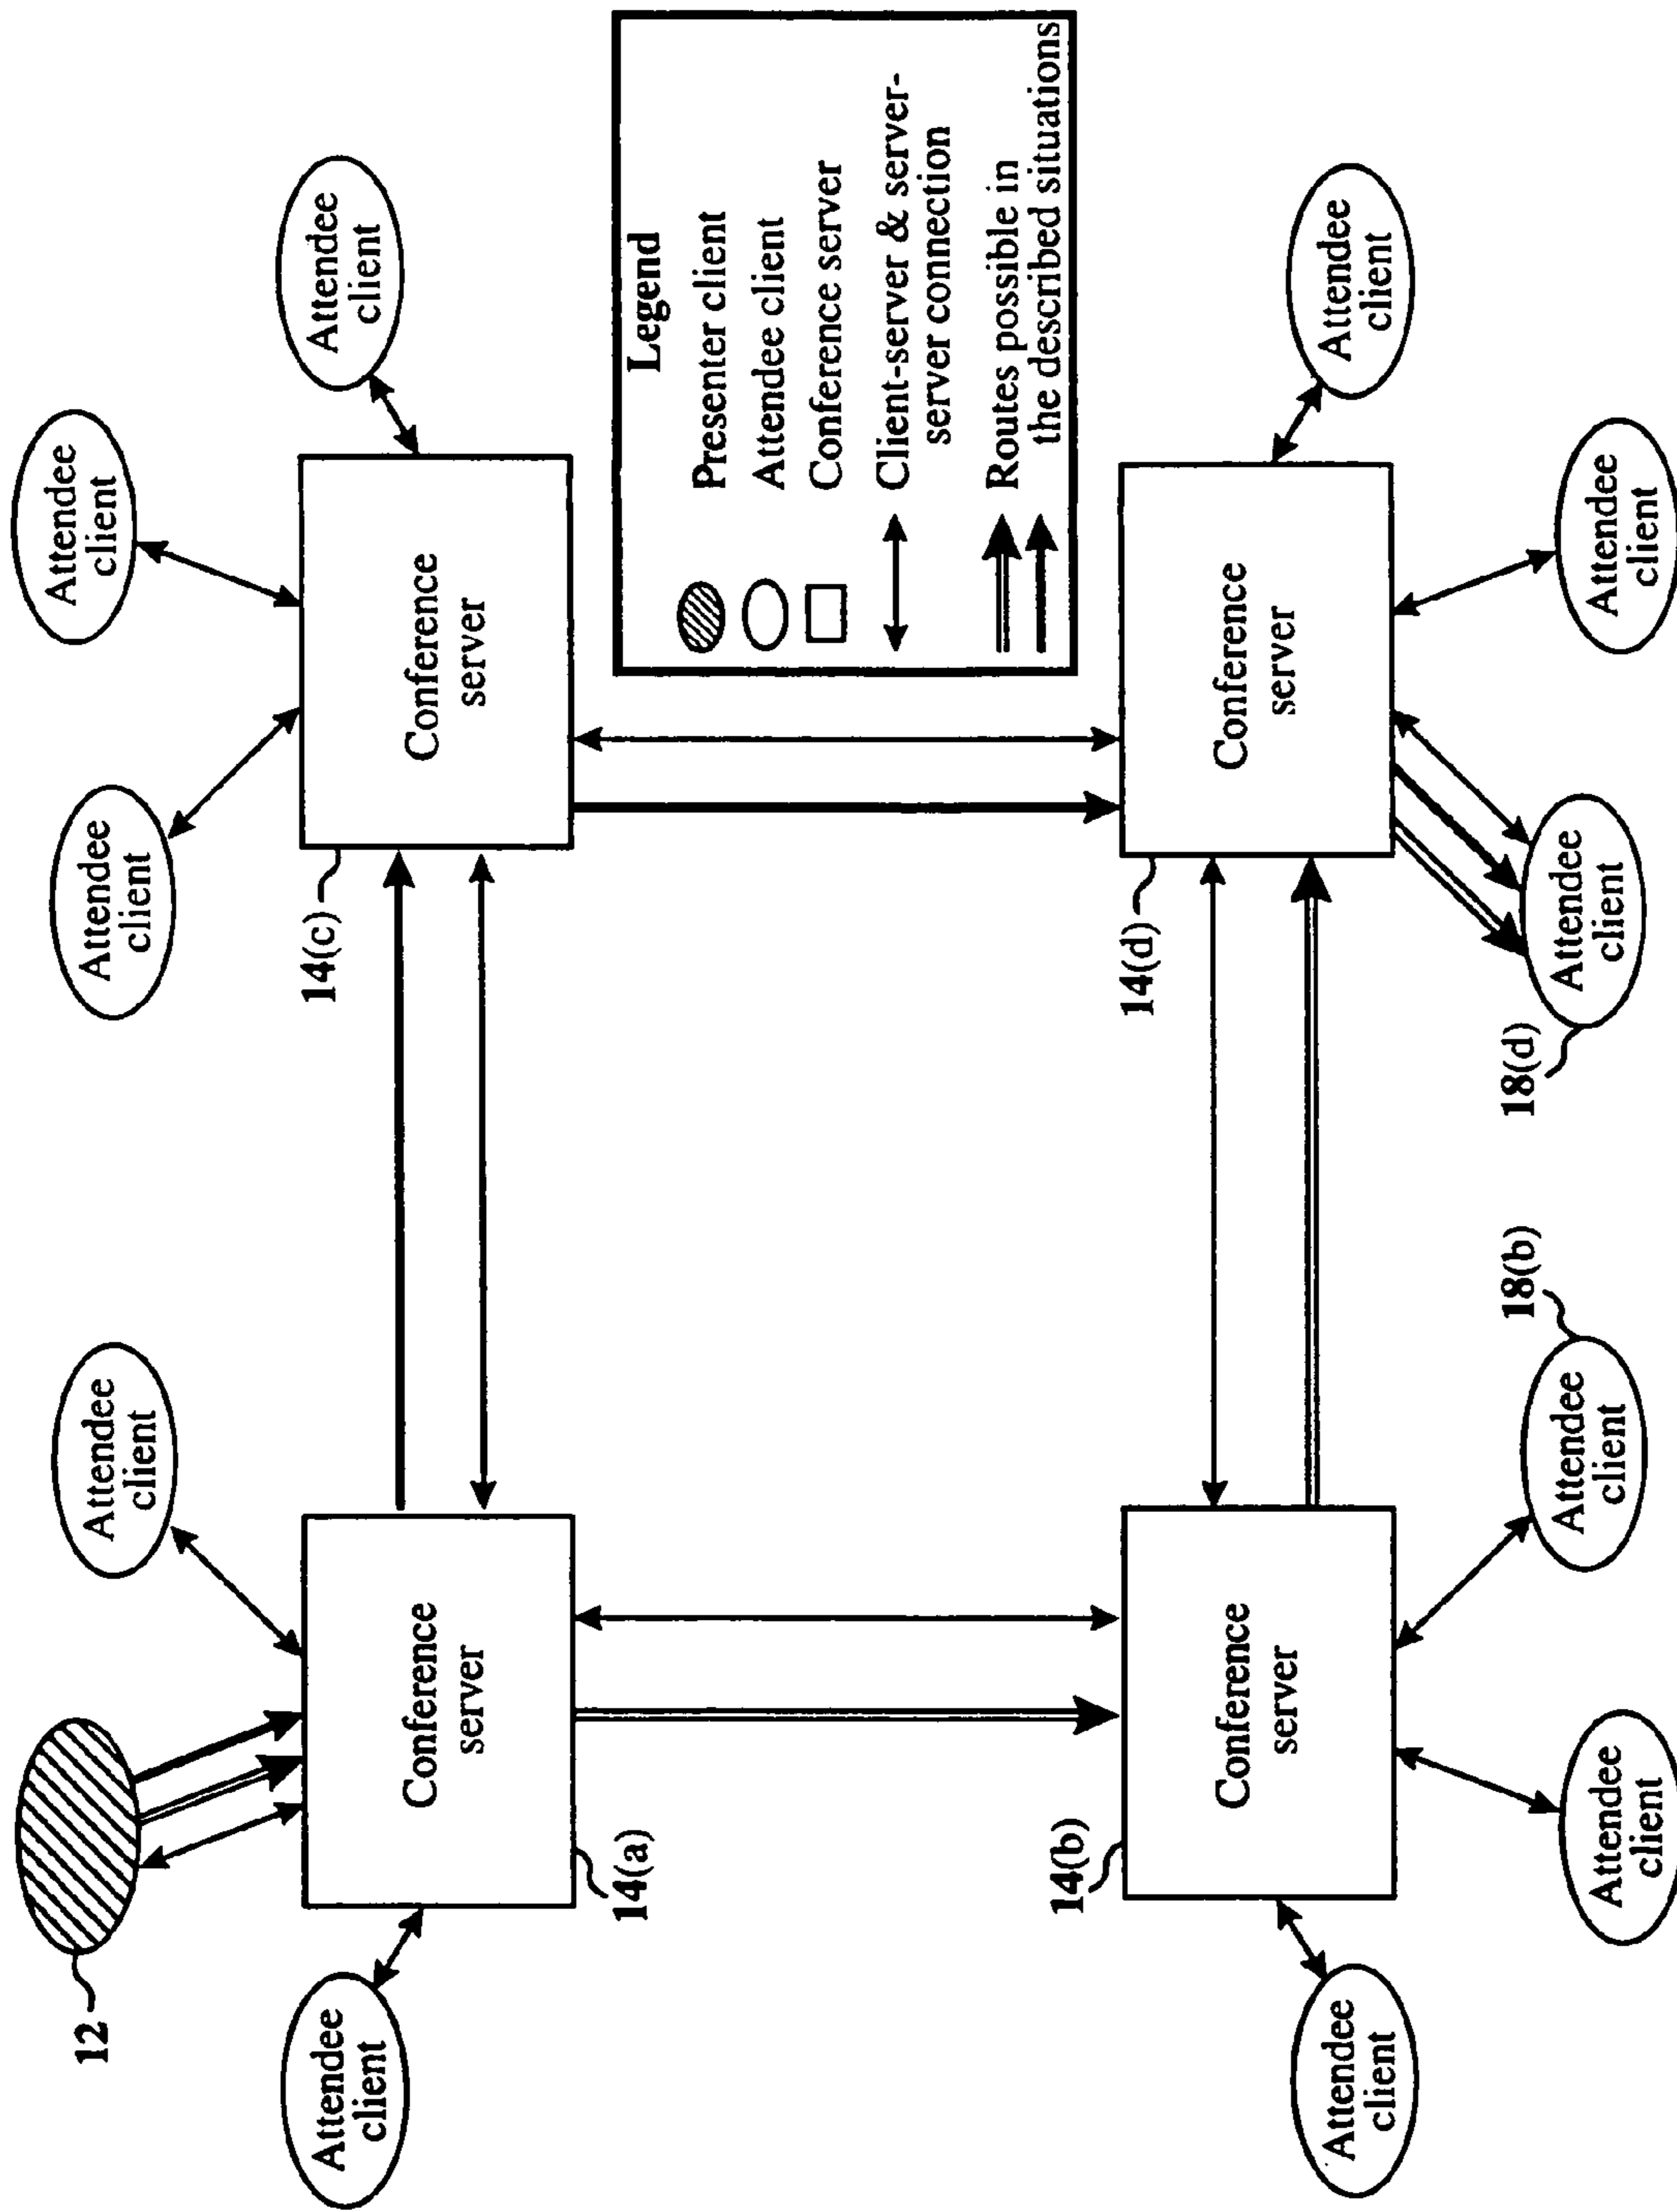 12
Attendee
client
Attendee
client
Attendee
client
Attendee
client
Attendee
client
14(c)
Conference
server
Conference
server
14(a)
Legend
Presenter client
Attendee client
Conference server
Client-server & server-
server connection
Routes possible in
the described situations
14(b)
14(d)
Conference
server
Conference
server
Attendee
client
Attendee
client
18(b)
18(d)
Attendee
client
Attendee
client
Attendee
client
Attendee
client